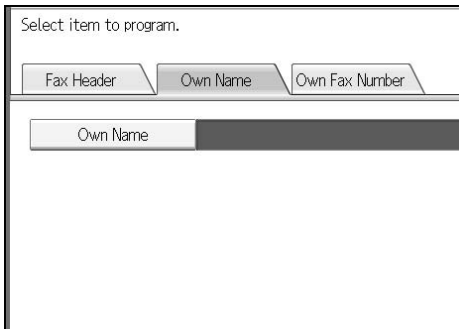 Select item to program.
Fax Header Own Name Own Fax Number
Own Name